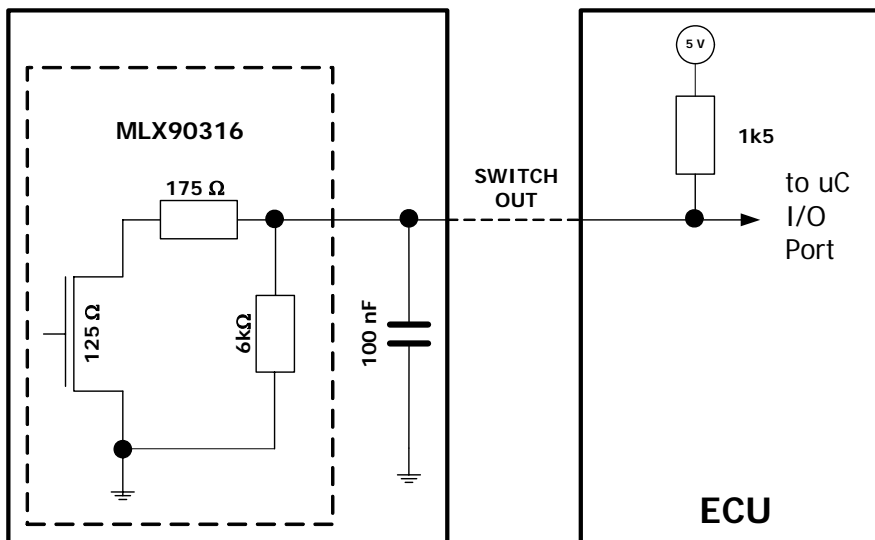 5 V
MLX90316
1k5
175 Ω
SWITCH
OUT
to uC
I/O
Port
125 Ω
6kΩ
100 nF
ECU